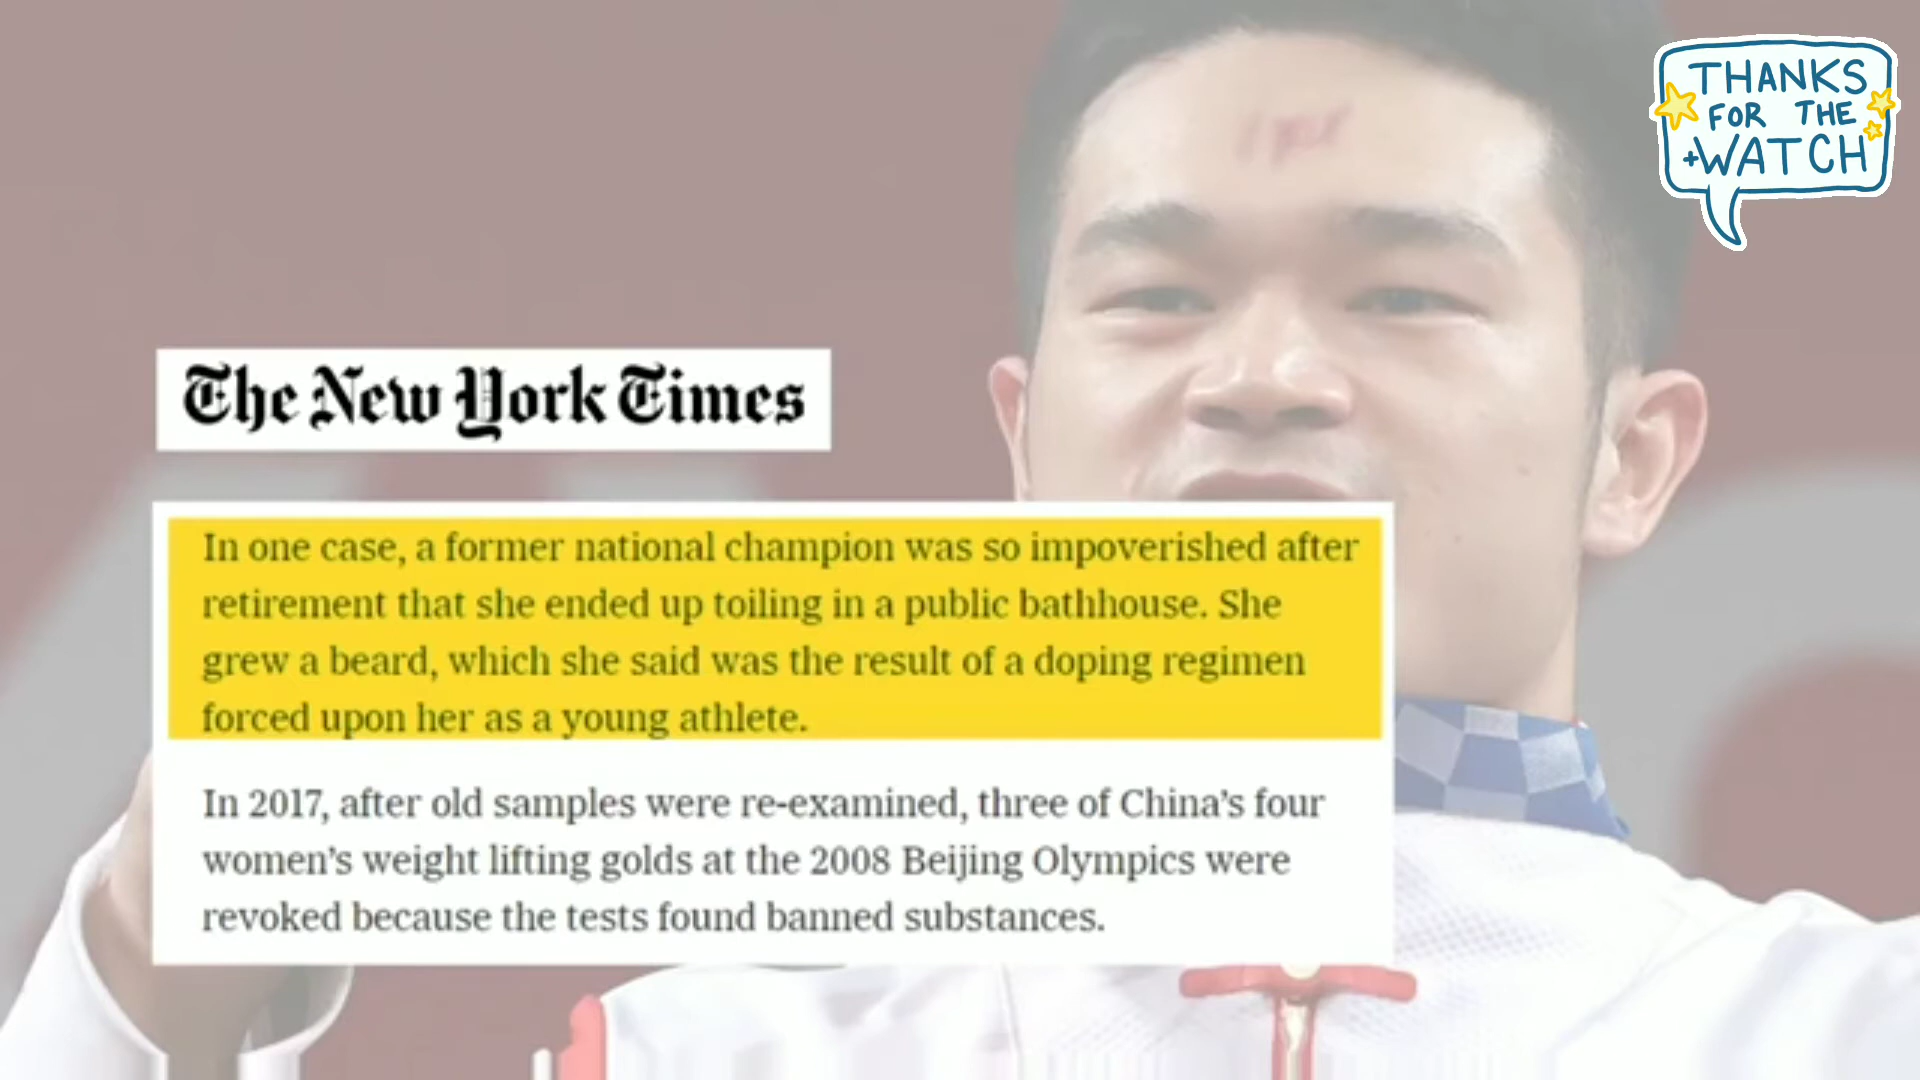 THANKS
FOR THE
WATCH
The New York Times
In one case, a former national champion was so impoverished after
retirement that she ended up toiling in a public bathhouse. She
grew a beard, which she said was the result of a doping regimen
forced upon her as a young athlete.
In 2017, after old samples were re-examined, three of China’s four
women’s weight lifting golds at the 2008 Beijing Olympics were
revoked because the tests found banned substances.